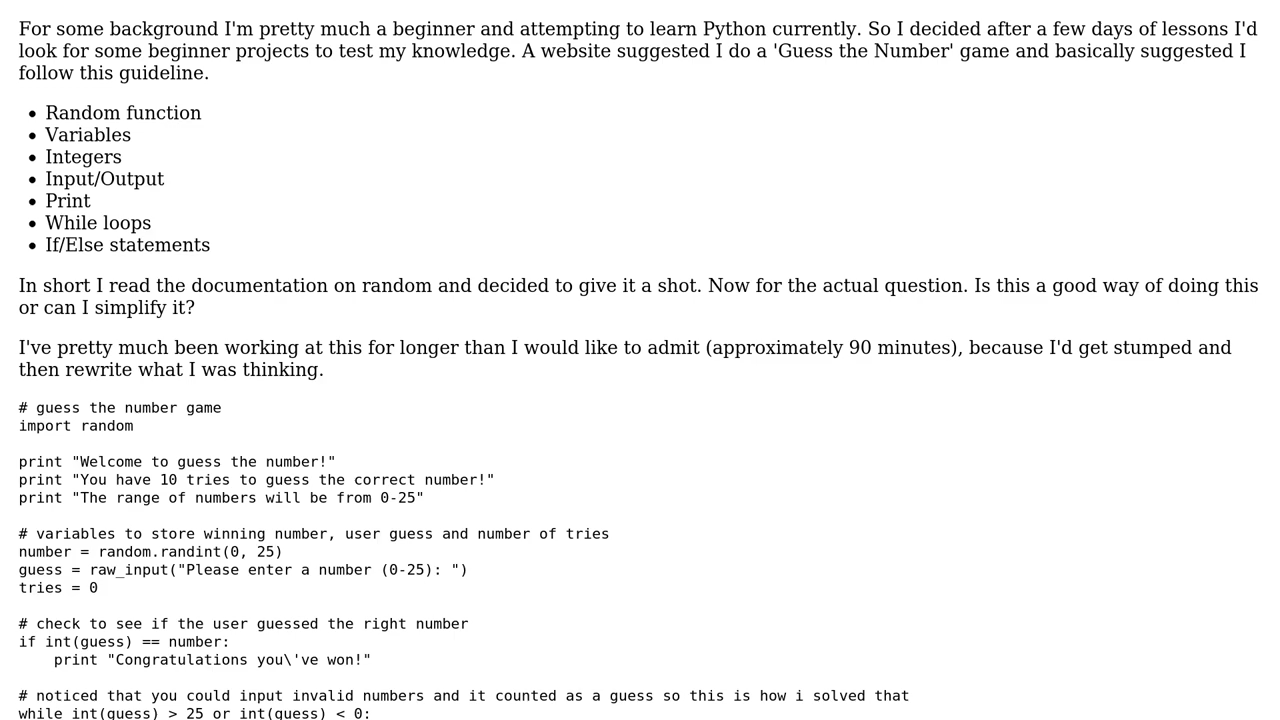 For some background I'm pretty much a beginner and attempting to learn Python currently. So I decided after a few days of lessons I'd
look for some beginner projects to test my knowledge. A website suggested I do a 'Guess the Number' game and basically suggested I
follow this guideline.
• Random function
• Variables
• Integers
• Input/Output
• Print
• While loops
• If/Else statements
In short I read the documentation on random and decided to give it a shot. Now for the actual question. Is this a good way of doing this
or can I simplify it?
I've pretty much been working at this for longer than I would like to admit (approximately 90 minutes), because I'd get stumped and
then rewrite what I was thinking.
# guess the number game
import random
print "Welcome to guess the number!"
print "You have 10 tries to guess the correct number!"
print "The range of numbers will be from 0-25"
# variables to store winning number, user guess and number of tries
number = random.randint(0, 25)
guess = raw_input("Please enter a number (0-25): ")
tries = 0
# check to see if the user guessed the right number
if int(guess) == number:
    print "Congratulations you\'ve won!"
# noticed that you could input invalid numbers and it counted as a guess so this is how i solved that
while int(guess) > 25 or int(guess) < 0: